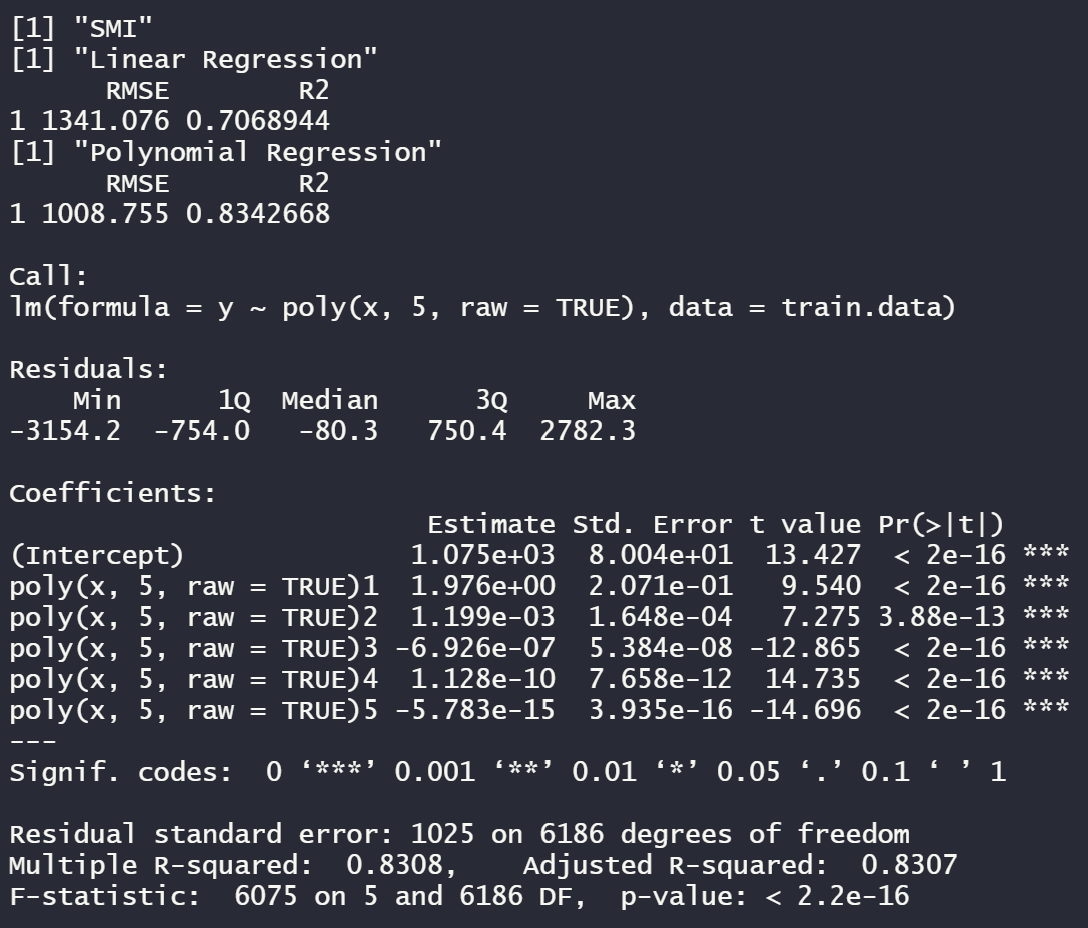 [1] "SMI"
[1] "Linear Regression"
      RMSE        R2
1 1341.076 0.7068944
[1] "Polynomial Regression"
      RMSE        R2
1 1008.755 0.8342668

Call:
lm(formula = y ~ poly(x, 5, raw = TRUE), data = train.data)

Residuals:
    Min      1Q  Median      3Q     Max
-3154.2  -754.0   -80.3   750.4  2782.3

Coefficients:
                          Estimate Std. Error t value Pr(>|t|)
(Intercept)              1.075e+03  8.004e+01  13.427  < 2e-16 ***
poly(x, 5, raw = TRUE)1  1.976e+00  2.071e-01   9.540  < 2e-16 ***
poly(x, 5, raw = TRUE)2  1.199e-03  1.648e-04   7.275 3.88e-13 ***
poly(x, 5, raw = TRUE)3 -6.926e-07  5.384e-08 -12.865  < 2e-16 ***
poly(x, 5, raw = TRUE)4  1.128e-10  7.658e-12  14.735  < 2e-16 ***
poly(x, 5, raw = TRUE)5 -5.783e-15  3.935e-16 -14.696  < 2e-16 ***
---
Signif. codes:  0 ‘***’ 0.001 ‘**’ 0.01 ‘*’ 0.05 ‘.’ 0.1 ‘ ’ 1

Residual standard error: 1025 on 6186 degrees of freedom
Multiple R-squared:  0.8308,    Adjusted R-squared:  0.8307
F-statistic:  6075 on 5 and 6186 DF,  p-value: < 2.2e-16